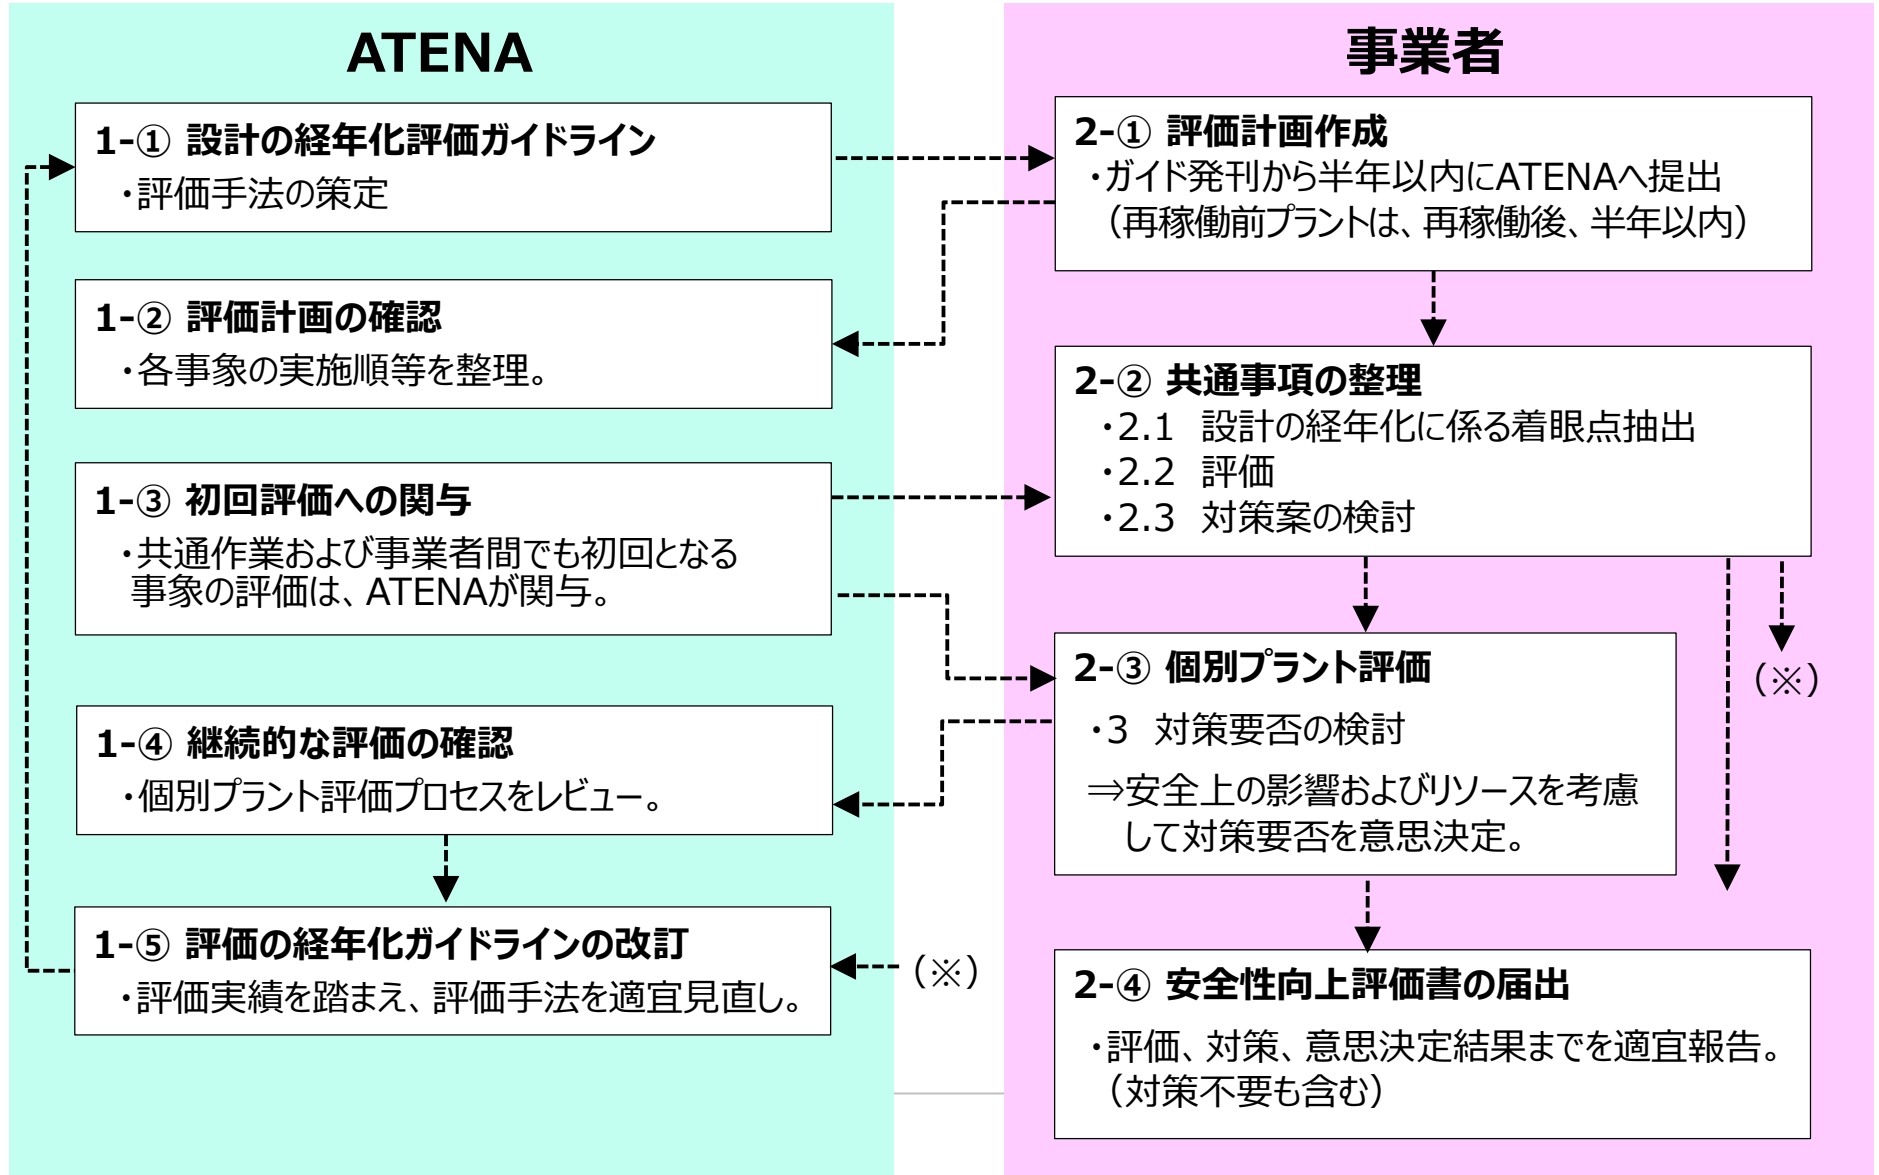 ATENA
1-① 設計の経年化評価ガイドライン
・評価手法の策定
1-② 評価計画の確認
・各事象の実施順等を整理。
1-③ 初回評価への関与
・共通作業および事業者間でも初回となる
事象の評価は、ATENAが関与。
1-④ 継続的な評価の確認
・個別プラント評価プロセスをレビュー。
1-⑤ 評価の経年化ガイドラインの改訂
・評価実績を踏まえ、評価手法を適宜見直し。
(※)
事業者
2-① 評価計画作成
・ガイド発刊から半年以内にATENAへ提出
（再稼働前プラントは、再稼働後、半年以内）
2-② 共通事項の整理
・2.1　設計の経年化に係る着眼点抽出
・2.2　評価
・2.3　対策案の検討
(※)
2-③ 個別プラント評価
・3　対策要否の検討
⇒安全上の影響およびリソースを考慮
して対策要否を意思決定。
2-④ 安全性向上評価書の届出
・評価、対策、意思決定結果までを適宜報告。
（対策不要も含む）